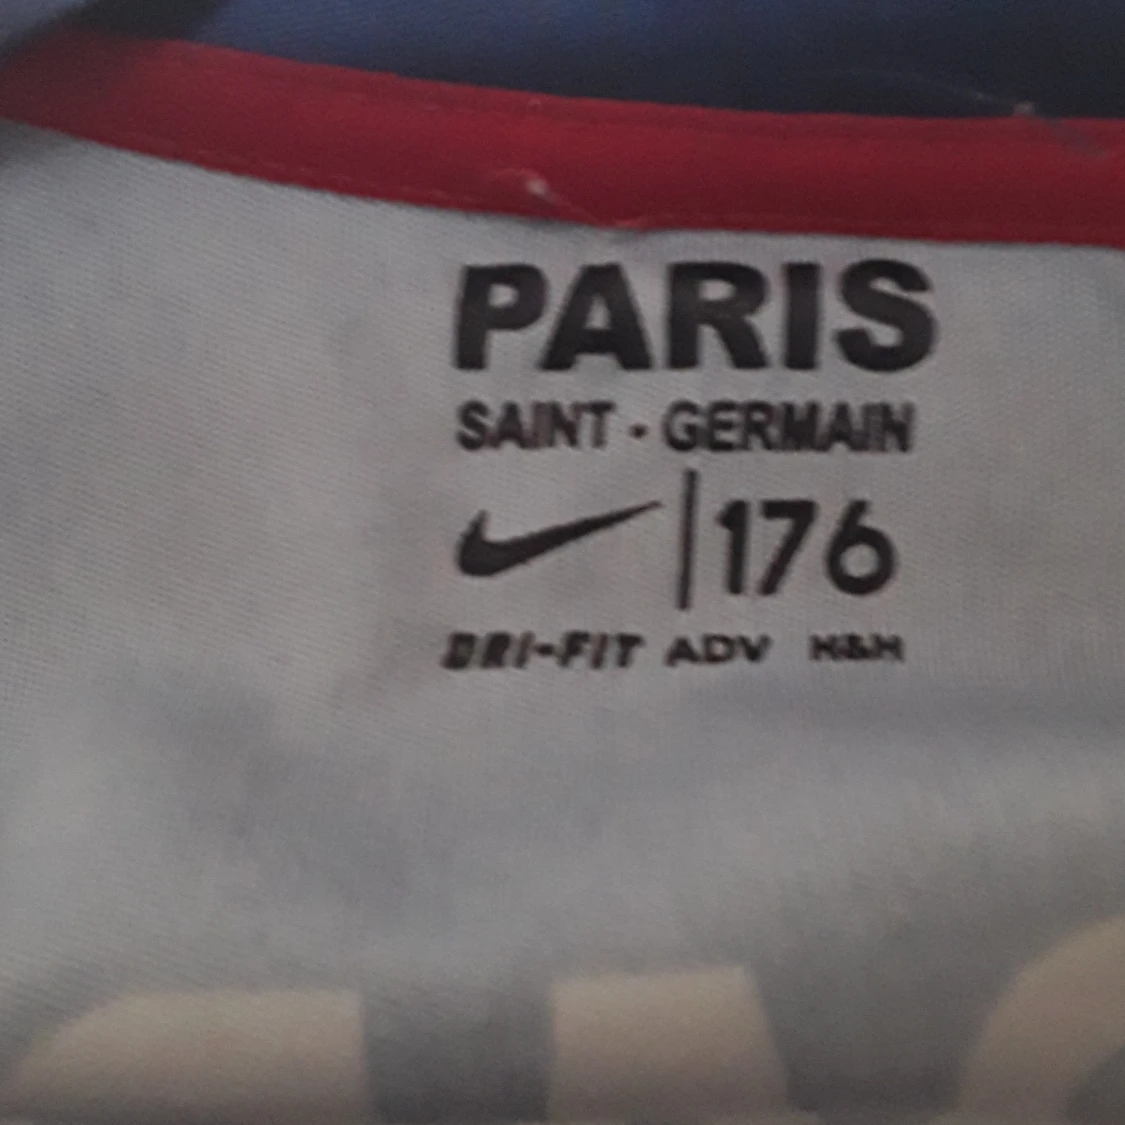 PARIS
SAINT - GERMAIN
176
DRI-FIT ADV H&H